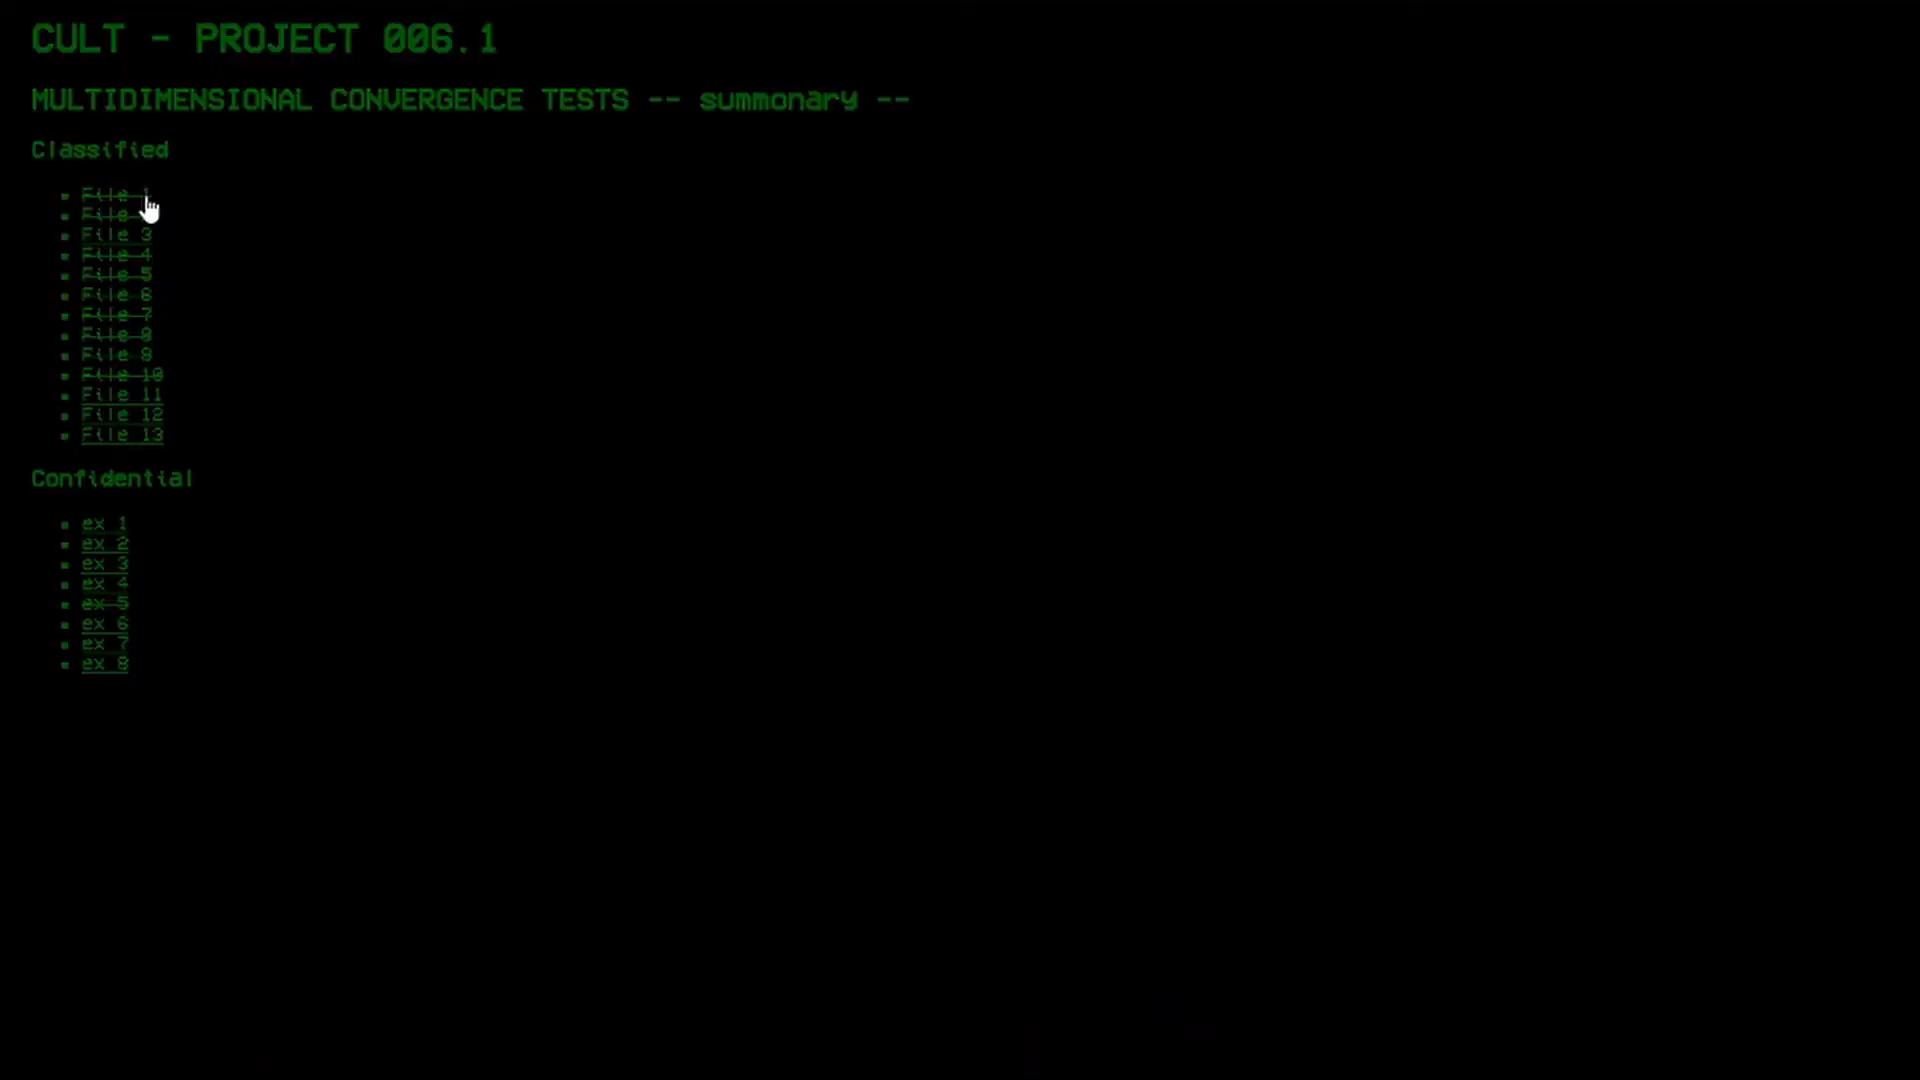 CULT - PROJECT 006.1
MULTIDIMENSIONAL CONVERGENCE TESTS -- summonary --
Classified
File 1
File
File 3
File 4
File 5
File 6
File 7
File 8
File 9
File 10
File 11
File 12
File 13
Confidential
ex 1
ex 2
ex 3
ex 4
ex 5
ex 6
ex 7
ex 8